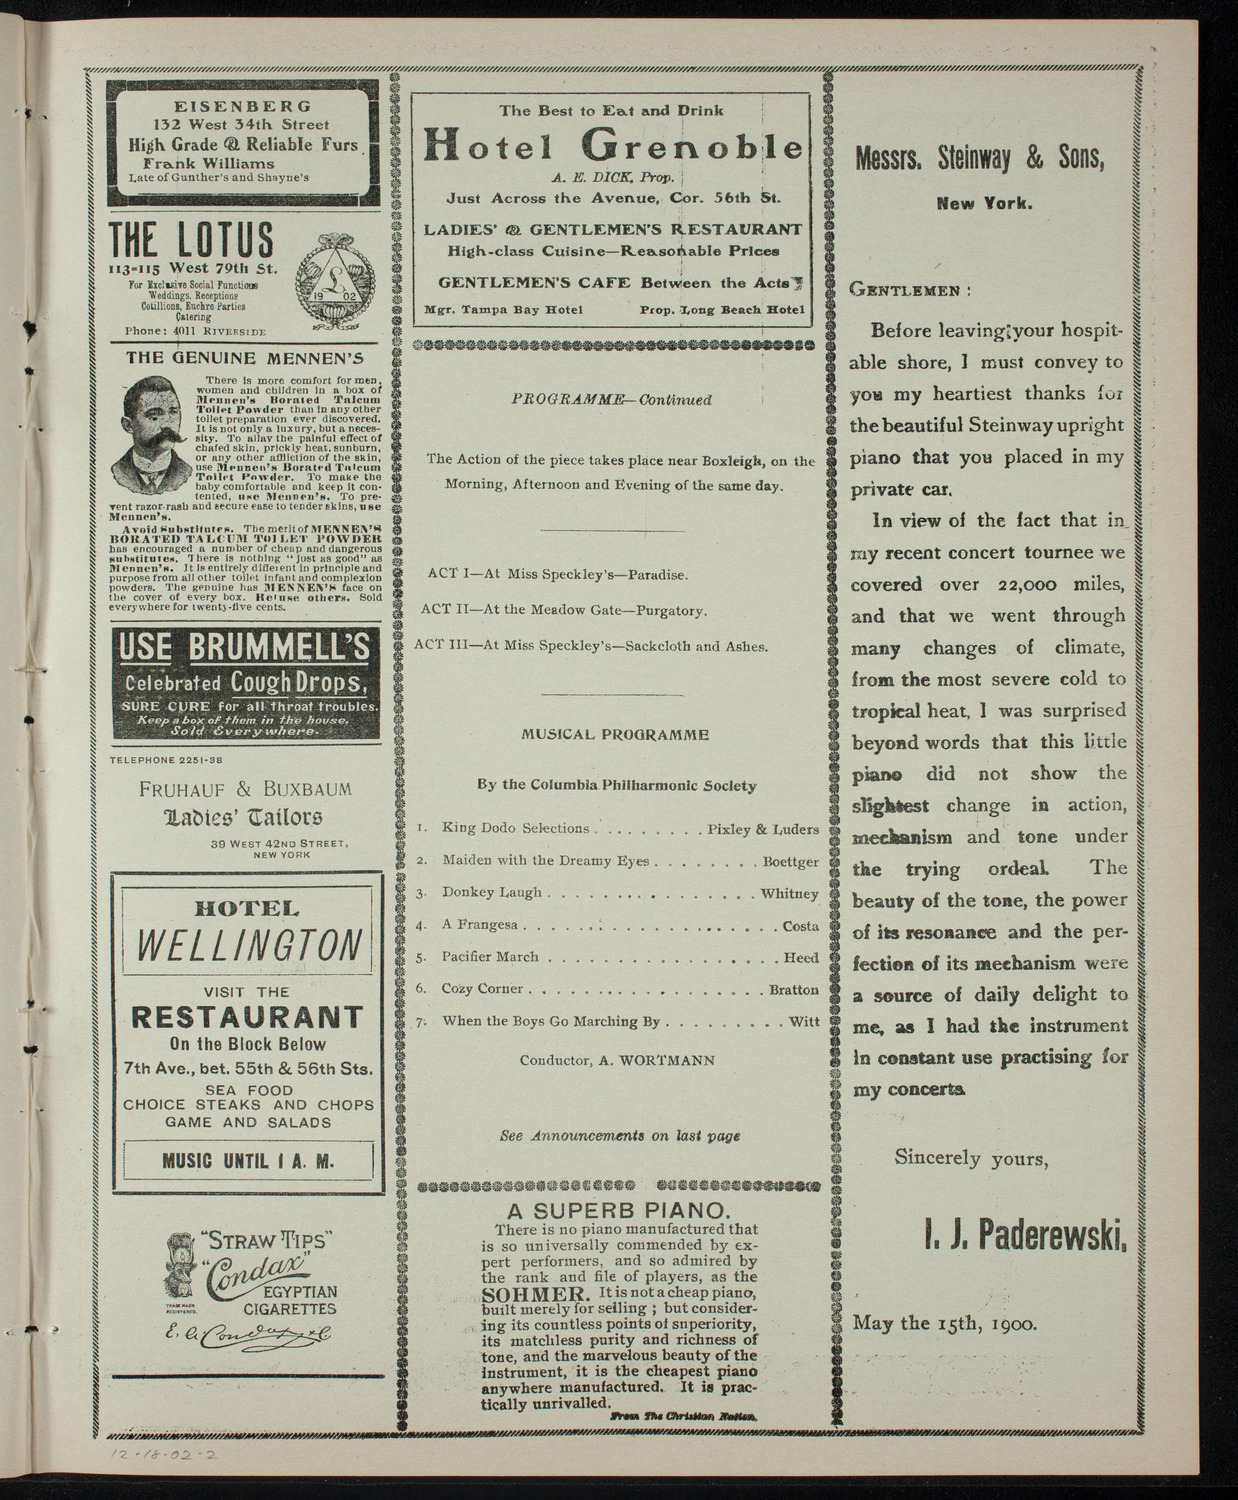 EISENBERG
132 West 34th Street
High Grade & Reliable Furs
Frank Williams
Late of Gunther's and Shayne's
THE LOTUS
113-115 West 79th St.
For Exclusive Social Functions
Weddings, Receptions
Cotillions, Euchre Parties
Catering
Phone: 4011 RIVERSIDE
L
19 02
THE GENUINE MENNEN'S
There is more comfort for men,
women and children in a box of
Mennen's Borated Talcum
Toilet Powder than in any other
toilet preparation ever discovered.
It is not only a luxury, but a neces-
sity. To allay the painful effect of
chafed skin, prickly heat, sunburn,
or any other affliction of the skin,
use Mennen's Borated Talcum
Toilet Powder. To make the
baby comfortable and keep it con-
tented, use Mennen's. To pre-
vent razor-rash and secure ease to tender skins, use
Mennen's.
Avoid Substitutes. The merit of MENNEN'S
BORATED TALCUM TOILET POWDER
has encouraged a number of cheap and dangerous
substitutes. There is nothing "just as good" as
Mennen's. It is entirely different in principle and
purpose from all other toilet infant and complexion
powders. The genuine has MENNEN'S face on
the cover of every box. Refuse others. Sold
everywhere for twenty-five cents.
USE BRUMMELL'S
Celebrated Cough Drops,
SURE CURE for all throat troubles.
Keep a box of them in the house.
Sold Everywhere.
TELEPHONE 2251-38
FRUHAUF & BUXBAUM
Ladies' Tailors
39 WEST 42ND STREET,
NEW YORK
HOTEL
WELLINGTON
VISIT THE
RESTAURANT
On the Block Below
7th Ave., bet. 55th & 56th Sts.
SEA FOOD
CHOICE STEAKS AND CHOPS
GAME AND SALADS
MUSIC UNTIL 1 A. M.
"STRAW TIPS"
"Condax"
EGYPTIAN
CIGARETTES
TRADE MARK
REGISTERED.
E. A. Condax & Co
12-18-02-2
The Best to Eat and Drink
Hotel Grenoble
A. E. DICK, Prop.
Just Across the Avenue, Cor. 56th St.
LADIES' & GENTLEMEN'S RESTAURANT
High-class Cuisine—Reasonable Prices
GENTLEMEN'S CAFE Between the Acts
Mgr. Tampa Bay Hotel Prop. Long Beach Hotel
PROGRAMME—Continued
The Action of the piece takes place near Boxleigh, on the
Morning, Afternoon and Evening of the same day.
ACT I—At Miss Speckley's—Paradise.
ACT II—At the Meadow Gate—Purgatory.
ACT III—At Miss Speckley's—Sackcloth and Ashes.
MUSICAL PROGRAMME
By the Columbia Philharmonic Society
1. King Dodo Selections . . . . . . . . Pixley & Luders
2. Maiden with the Dreamy Eyes . . . . . . . . Boettger
3. Donkey Laugh . . . . . . . . . . . . . . . Whitney
4. A Frangesa . . . . . . . . . . . . . . . . . . Costa
5. Pacifier March . . . . . . . . . . . . . . . . . Heed
6. Cozy Corner . . . . . . . . . . . . . . . . . Bratton
7. When the Boys Go Marching By . . . . . . . . . Witt
Conductor, A. WORTMANN
See Announcements on last page
A SUPERB PIANO.
There is no piano manufactured that
is so universally commended by ex-
pert performers, and so admired by
the rank and file of players, as the
SOHMER. It is not a cheap piano,
built merely for selling ; but consider-
ing its countless points of superiority,
its matchless purity and richness of
tone, and the marvelous beauty of the
instrument, it is the cheapest piano
anywhere manufactured. It is prac-
tically unrivalled.
From The Christian Nation.
Messrs. Steinway & Sons,
New York.
GENTLEMEN :
Before leaving your hospit-
able shore, I must convey to
you my heartiest thanks for
the beautiful Steinway upright
piano that you placed in my
private car.
In view of the fact that in
my recent concert tournee we
covered over 22,000 miles,
and that we went through
many changes of climate,
from the most severe cold to
tropical heat, I was surprised
beyond words that this little
piano did not show the
slightest change in action,
mechanism and tone under
the trying ordeal. The
beauty of the tone, the power
of its resonance and the per-
fection of its mechanism were
a source of daily delight to
me, as I had the instrument
in constant use practising for
my concerts
Sincerely yours,
I. J. Paderewski.
May the 15th, 1900.